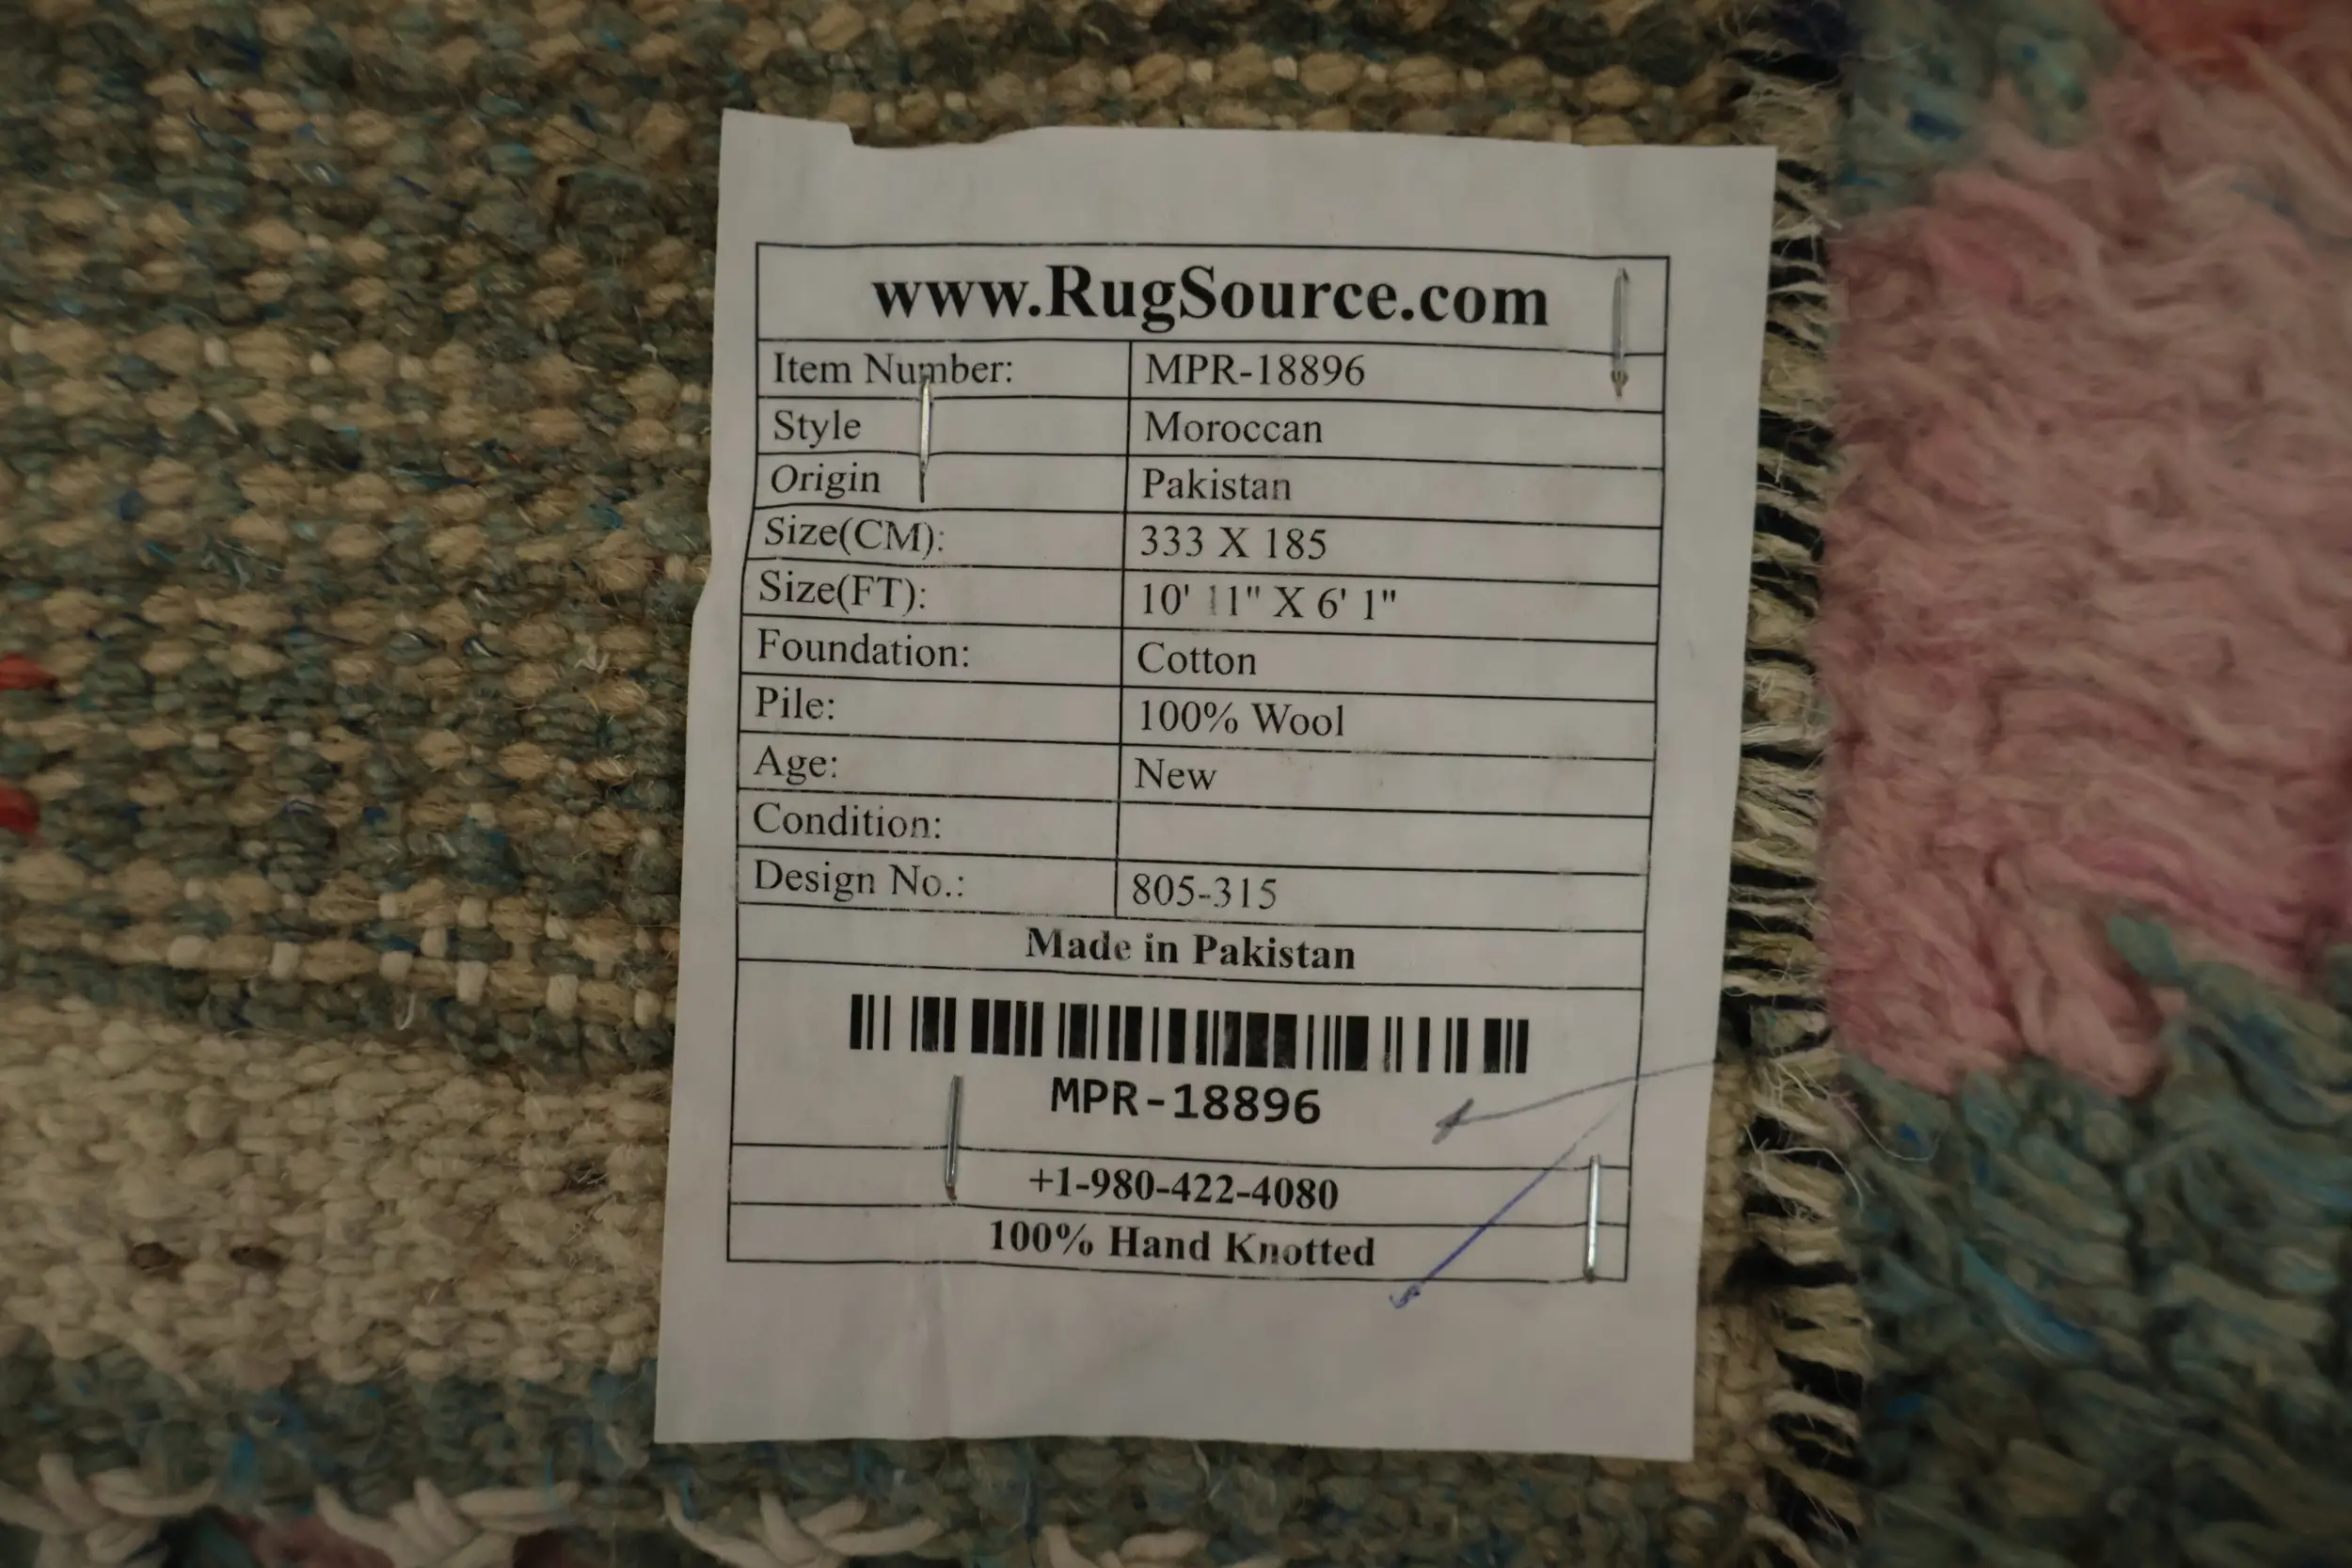 www.RugSource.com
Item Number: MPR-18896
Style Moroccan
Origin Pakistan
Size(CM): 333 X 185
Size(FT): 10' 11" X 6' 1"
Foundation: Cotton
Pile: 100% Wool
Age: New
Condition:
Design No.: 805-315
Made in Pakistan
MPR-18896
+1-980-422-4080
100% Hand Knotted